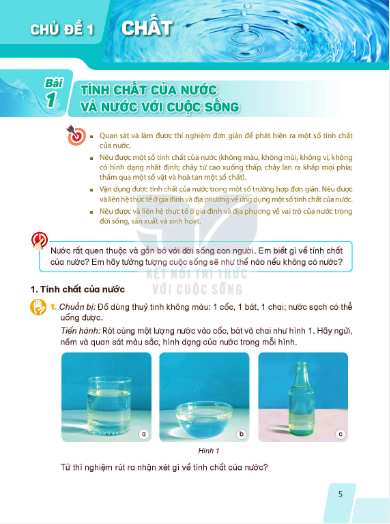 CHỦ ĐỀ 1 CHẤT
Bài
1
TÍNH CHẤT CỦA NƯỚC
VÀ NƯỚC VỚI CUỘC SỐNG
Quan sát và làm được thí nghiệm đơn giản để phát hiện ra một số tính chất
của nước.
Nêu được một số tính chất của nước (không màu, không mùi, không vị, không
có hình dạng nhất định; chảy từ cao xuống thấp, chảy lan ra khắp mọi phía;
thấm qua một số vật và hoà tan một số chất).
Vận dụng được tính chất của nước trong một số trường hợp đơn giản. Nêu được
và liên hệ thực tế ở gia đình và địa phương về ứng dụng một số tính chất của nước.
Nêu được và liên hệ thực tế ở gia đình và địa phương về vai trò của nước trong
đời sống, sản xuất và sinh hoạt.
Nước rất quen thuộc và gắn bó với đời sống con người. Em biết gì về tính chất
của nước? Em hãy tưởng tượng cuộc sống sẽ như thế nào nếu không có nước?
KẾT NỐI TRI THỨC
VỚI CUỘC SỐNG
1. Tính chất của nước
1. Chuẩn bị: Đồ dùng thuỷ tinh không màu: 1 cốc, 1 bát, 1 chai; nước sạch có thể
uống được.
Tiến hành: Rót cùng một lượng nước vào cốc, bát và chai như hình 1. Hãy ngửi,
nếm và quan sát màu sắc, hình dạng của nước trong mỗi hình.
a
b
c
Hình 1
Từ thí nghiệm rút ra nhận xét gì về tính chất của nước?
5